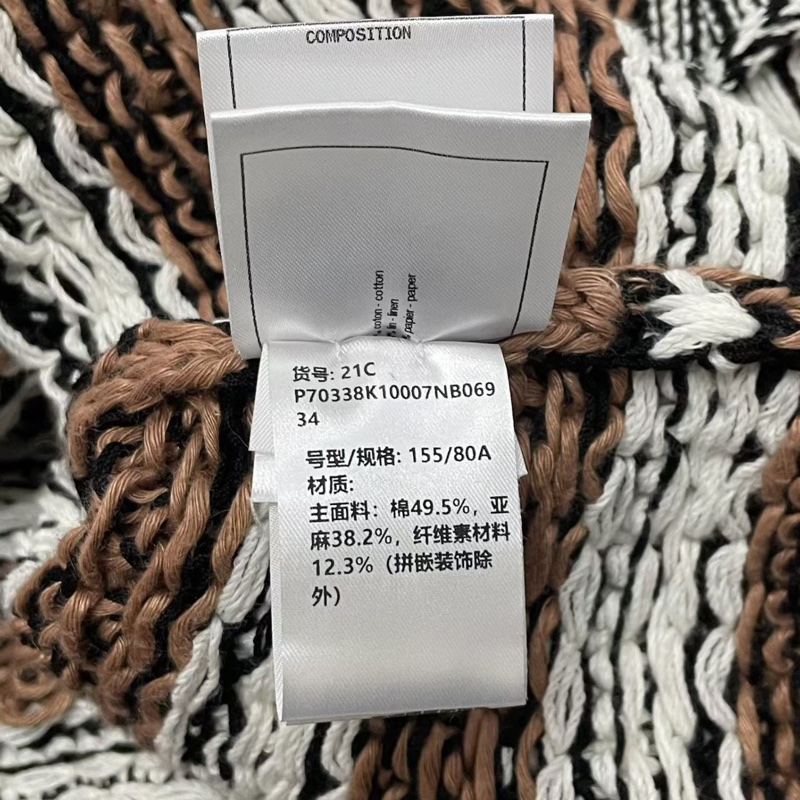 COMPOSITION
coton - cotton
lin - linen
papier - paper
货号: 21C
P70338K10007NB069
34
号型/规格: 155/80A
材质:
主面料: 棉49.5%，亚
麻38.2%，纤维素材料
12.3%（拼嵌装饰除
外）